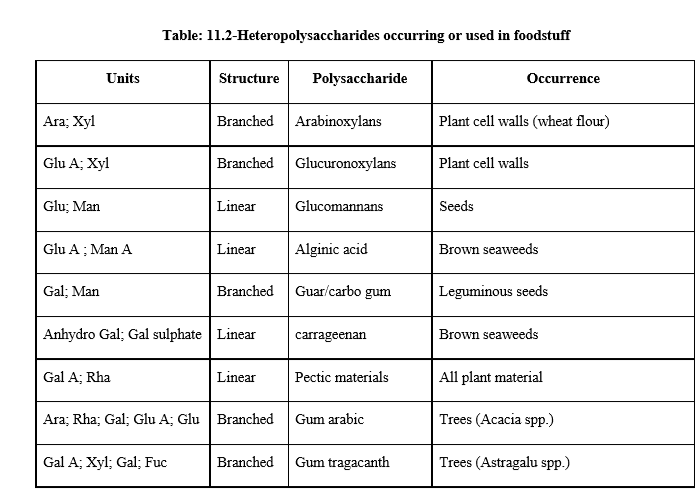 Table: 11.2-Heteropolysaccharides occurring or used in foodstuff
Units Structure Polysaccharide Occurrence
Ara; Xyl Branched Arabinoxylans Plant cell walls (wheat flour)
Glu A; Xyl Branched Glucuronoxylans Plant cell walls
Glu; Man Linear Glucomannans Seeds
Glu A ; Man A Linear Alginic acid Brown seaweeds
Gal; Man Branched Guar/carbo gum Leguminous seeds
Anhydro Gal; Gal sulphate Linear carrageenan Brown seaweeds
Gal A; Rha Linear Pectic materials All plant material
Ara; Rha; Gal; Glu A; Glu Branched Gum arabic Trees (Acacia spp.)
Gal A; Xyl; Gal; Fuc Branched Gum tragacanth Trees (Astragalu spp.)